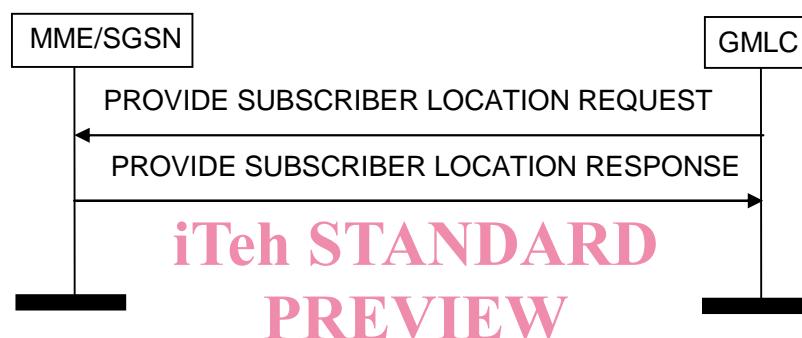 MME/SGSN
GMLC
PROVIDE SUBSCRIBER LOCATION REQUEST
PROVIDE SUBSCRIBER LOCATION RESPONSE
iTeh STANDARD
PREVIEW